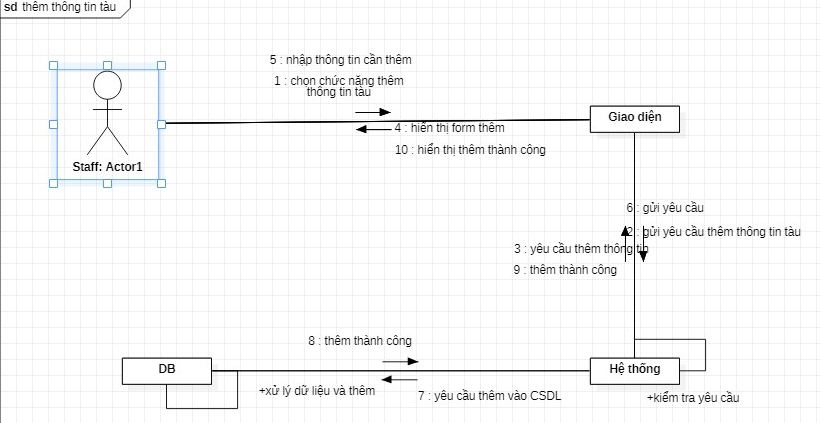 sd thêm thông tin tàu
5 : nhập thông tin cần thêm
1 : chọn chức năng thêm
thông tin tàu
4 : hiển thị form thêm
10 : hiển thị thêm thành công
Giao diện
Staff: Actor1
6 : gửi yêu cầu
2 : gửi yêu cầu thêm thông tin tàu
3 : yêu cầu thêm thông tin
9 : thêm thành công
8 : thêm thành công
DB
Hệ thống
+xử lý dữ liệu và thêm
7 : yêu cầu thêm vào CSDL
+kiểm tra yêu cầu